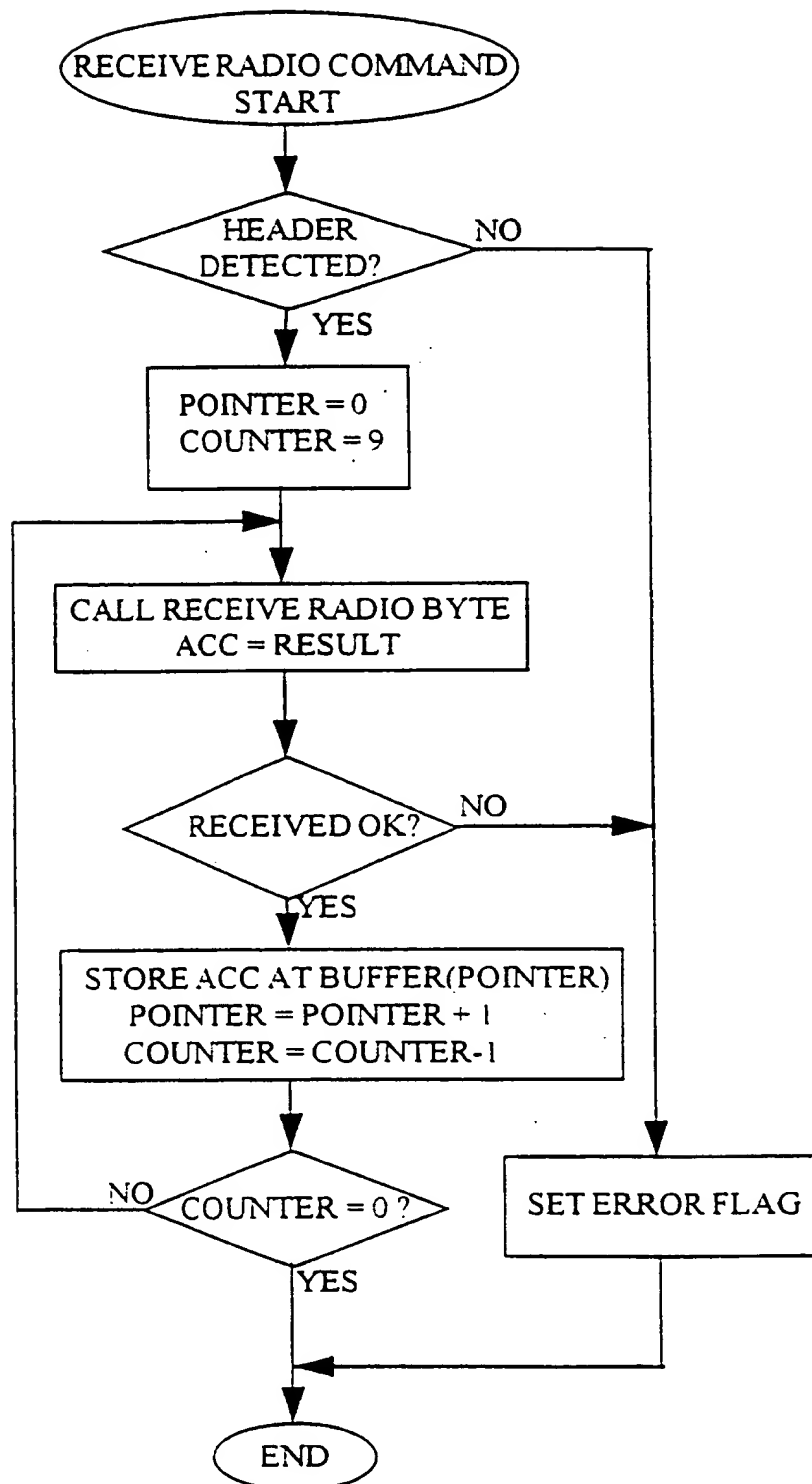 RECEIVE RADIO COMMAND
START
HEADER
DETECTED?
NO
YES
POINTER = 0
COUNTER = 9
CALL RECEIVE RADIO BYTE
ACC = RESULT
RECEIVED OK?
NO
YES
STORE ACC AT BUFFER(POINTER)
POINTER = POINTER + 1
COUNTER = COUNTER-1
NO
COUNTER = 0 ?
YES
SET ERROR FLAG
END